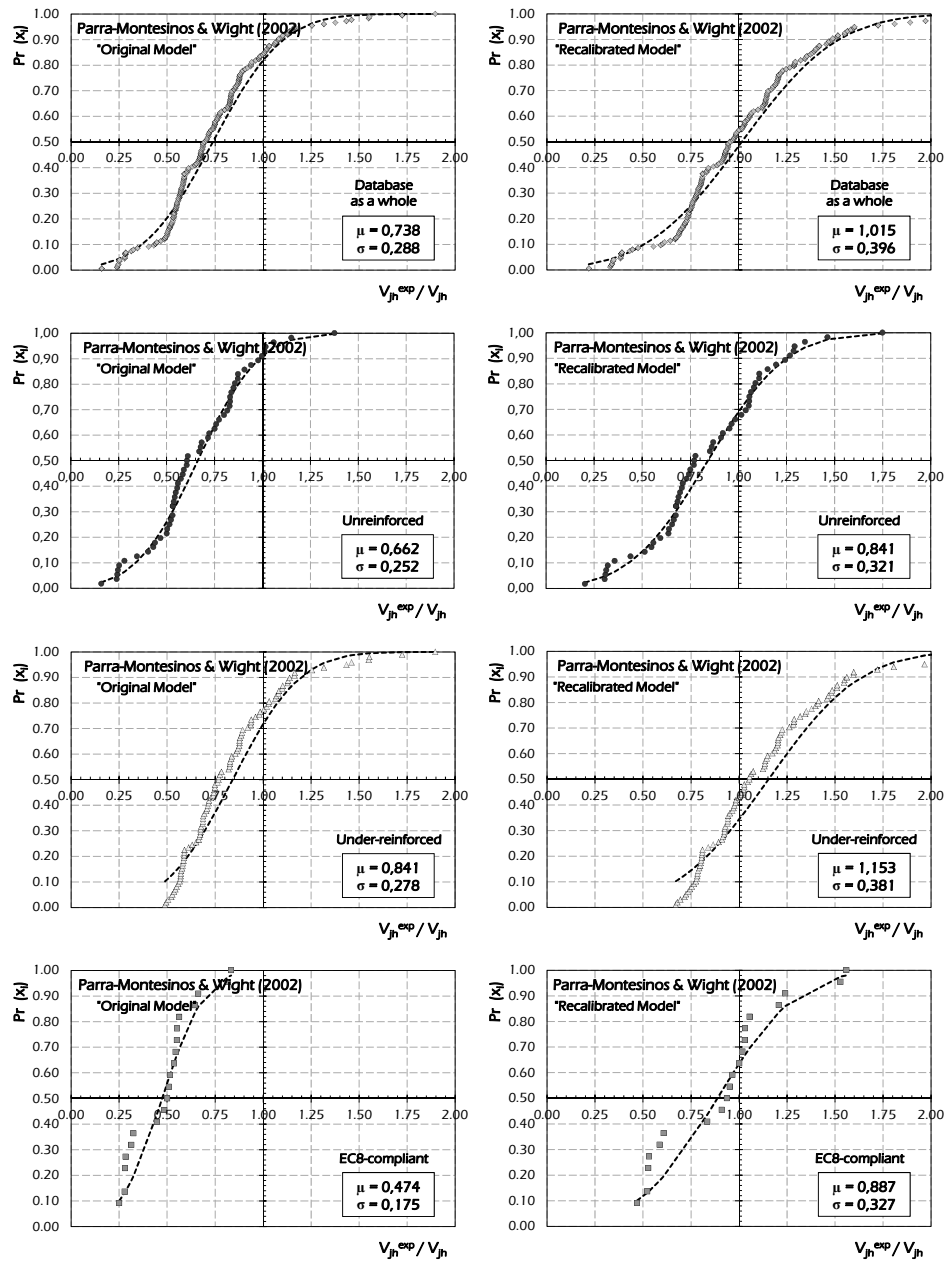 Parra-Montesinos & Wight (2002)
"Original Model"
Pr (xi)
1.00
0.90
0.80
0.70
0.60
0.50
0.40
0.30
0.20
0.10
0.00
0.00 0.25 0.50 0.75 1.00 1.25 1.50 1.75 2.00
Database
as a whole
μ = 0,738
σ = 0,288
Vjh^exp / Vjh
Parra-Montesinos & Wight (2002)
"Recalibrated Model"
Pr (xi)
1.00
0.90
0.80
0.70
0.60
0.50
0.40
0.30
0.20
0.10
0.00
0.00 0.25 0.50 0.75 1.00 1.25 1.50 1.75 2.00
Database
as a whole
μ = 1,015
σ = 0,396
Vjh^exp / Vjh
Parra-Montesinos & Wight (2002)
"Original Model"
Pr (xi)
1,00
0,90
0,80
0,70
0,60
0,50
0,40
0,30
0,20
0,10
0,00
0.00 0.25 0.50 0.75 1.00 1.25 1.50 1.75 2.00
Unreinforced
μ = 0,662
σ = 0,252
Vjh^exp / Vjh
Parra-Montesinos & Wight (2002)
"Recalibrated Model"
Pr (xi)
1,00
0,90
0,80
0,70
0,60
0,50
0,40
0,30
0,20
0,10
0,00
0.00 0.25 0.50 0.75 1.00 1.25 1.50 1.75 2.00
Unreinforced
μ = 0,841
σ = 0,321
Vjh^exp / Vjh
Parra-Montesinos & Wight (2002)
"Original Model"
Pr (xi)
1.00
0.90
0.80
0.70
0.60
0.50
0.40
0.30
0.20
0.10
0.00
0.00 0.25 0.50 0.75 1.00 1.25 1.50 1.75 2.00
Under-reinforced
μ = 0,841
σ = 0,278
Vjh^exp / Vjh
Parra-Montesinos & Wight (2002)
"Recalibrated Model"
Pr (xi)
1.00
0.90
0.80
0.70
0.60
0.50
0.40
0.30
0.20
0.10
0.00
0.00 0.25 0.50 0.75 1.00 1.25 1.50 1.75 2.00
Under-reinforced
μ = 1,153
σ = 0,381
Vjh^exp / Vjh
Parra-Montesinos & Wight (2002)
"Original Model"
Pr (xi)
1.00
0.90
0.80
0.70
0.60
0.50
0.40
0.30
0.20
0.10
0.00
0.00 0.25 0.50 0.75 1.00 1.25 1.50 1.75 2.00
EC8-compliant
μ = 0,474
σ = 0,175
Vjh^exp / Vjh
Parra-Montesinos & Wight (2002)
"Recalibrated Model"
Pr (xi)
1.00
0.90
0.80
0.70
0.60
0.50
0.40
0.30
0.20
0.10
0.00
0.00 0.25 0.50 0.75 1.00 1.25 1.50 1.75 2.00
EC8-compliant
μ = 0,887
σ = 0,327
Vjh^exp / Vjh